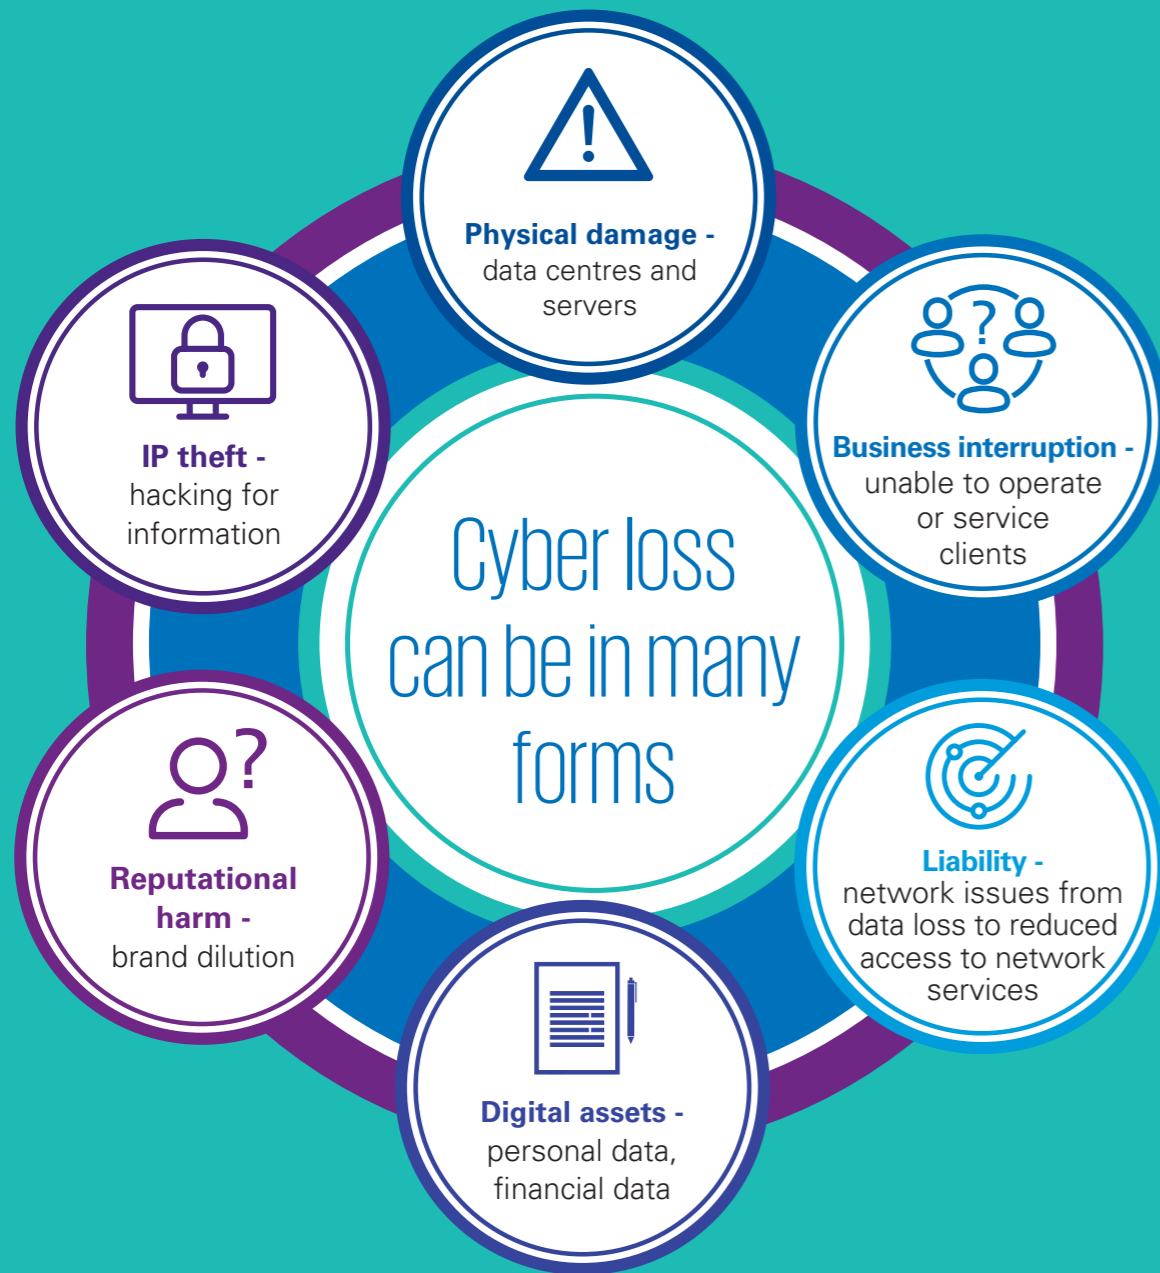 Physical damage -
data centres and
servers
Business interruption -
unable to operate
or service
clients
Liability -
network issues from
data loss to reduced
access to network
services
Digital assets -
personal data,
financial data
Reputational
harm -
brand dilution
IP theft -
hacking for
information
Cyber loss
can be in many
forms